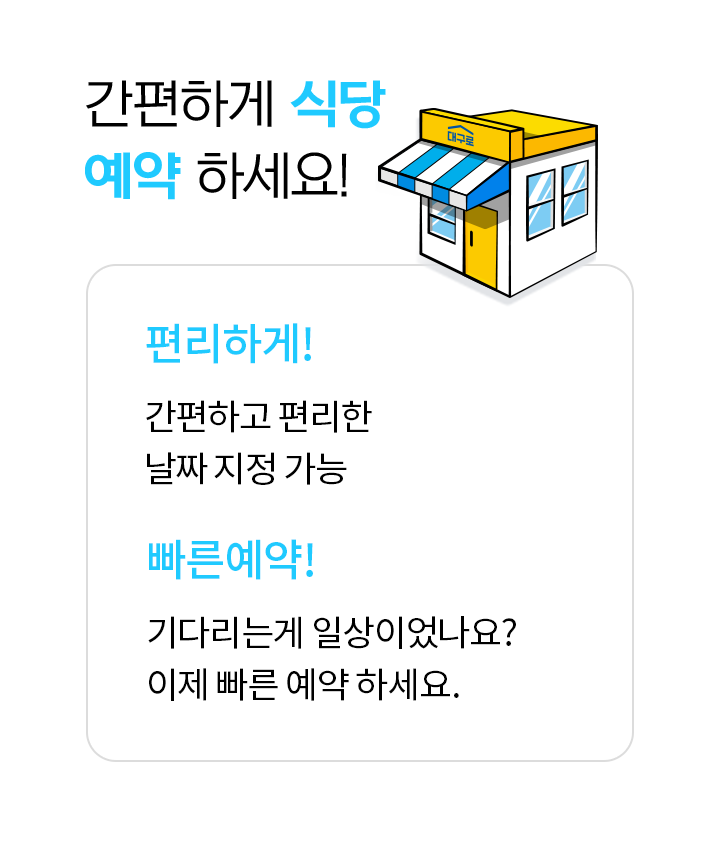 간편하게 식당
예약 하세요!
대구로
편리하게!
간편하고 편리한
날짜 지정 가능
빠른예약!
기다리는게 일상이었나요?
이제 빠른 예약 하세요.